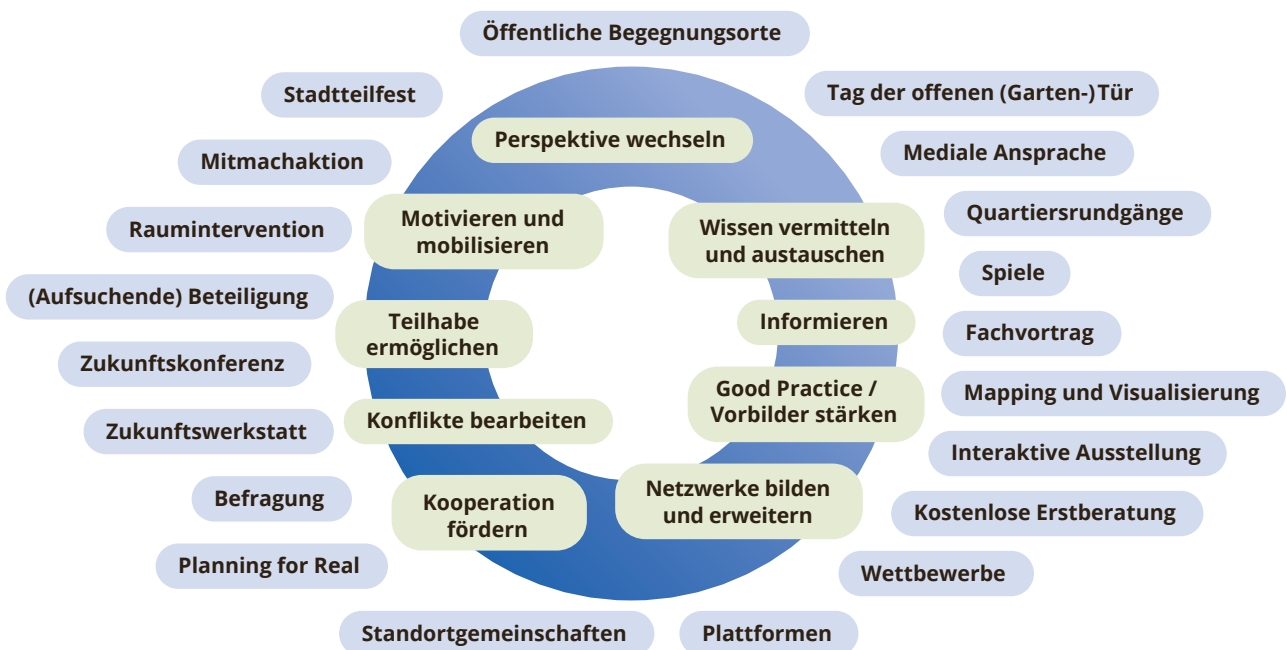 Öffentliche Begegnungsorte
Stadtteilfest
Tag der offenen (Garten-)Tür
Perspektive wechseln
Mitmachaktion
Mediale Ansprache
Motivieren und
mobilisieren
Wissen vermitteln
und austauschen
Raumintervention
Quartiersrundgänge
(Aufsuchende) Beteiligung
Spiele
Teilhabe
ermöglichen
Informieren
Fachvortrag
Zukunftskonferenz
Good Practice /
Vorbilder stärken
Mapping und Visualisierung
Zukunftswerkstatt
Konflikte bearbeiten
Interaktive Ausstellung
Befragung
Kooperation
fördern
Netzwerke bilden
und erweitern
Kostenlose Erstberatung
Planning for Real
Wettbewerbe
Standortgemeinschaften
Plattformen